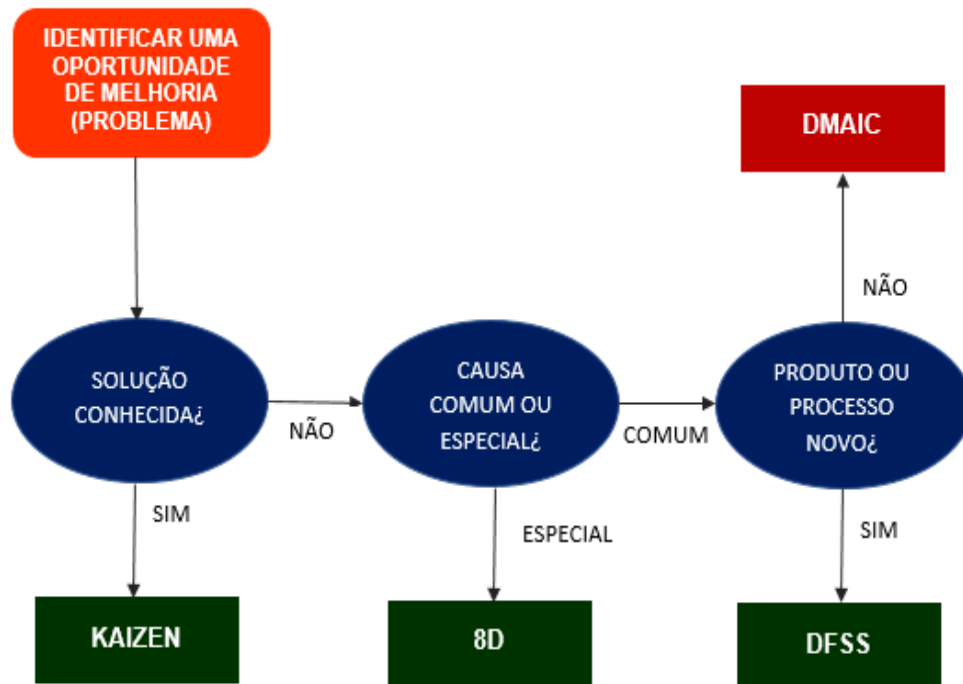 IDENTIFICAR UMA
OPORTUNIDADE
DE MELHORIA
(PROBLEMA)
DMAIC
NÃO
SOLUÇÃO
CONHECIDA¿
NÃO
CAUSA
COMUM OU
ESPECIAL¿
COMUM
PRODUTO OU
PROCESSO
NOVO¿
SIM
ESPECIAL
SIM
KAIZEN
8D
DFSS